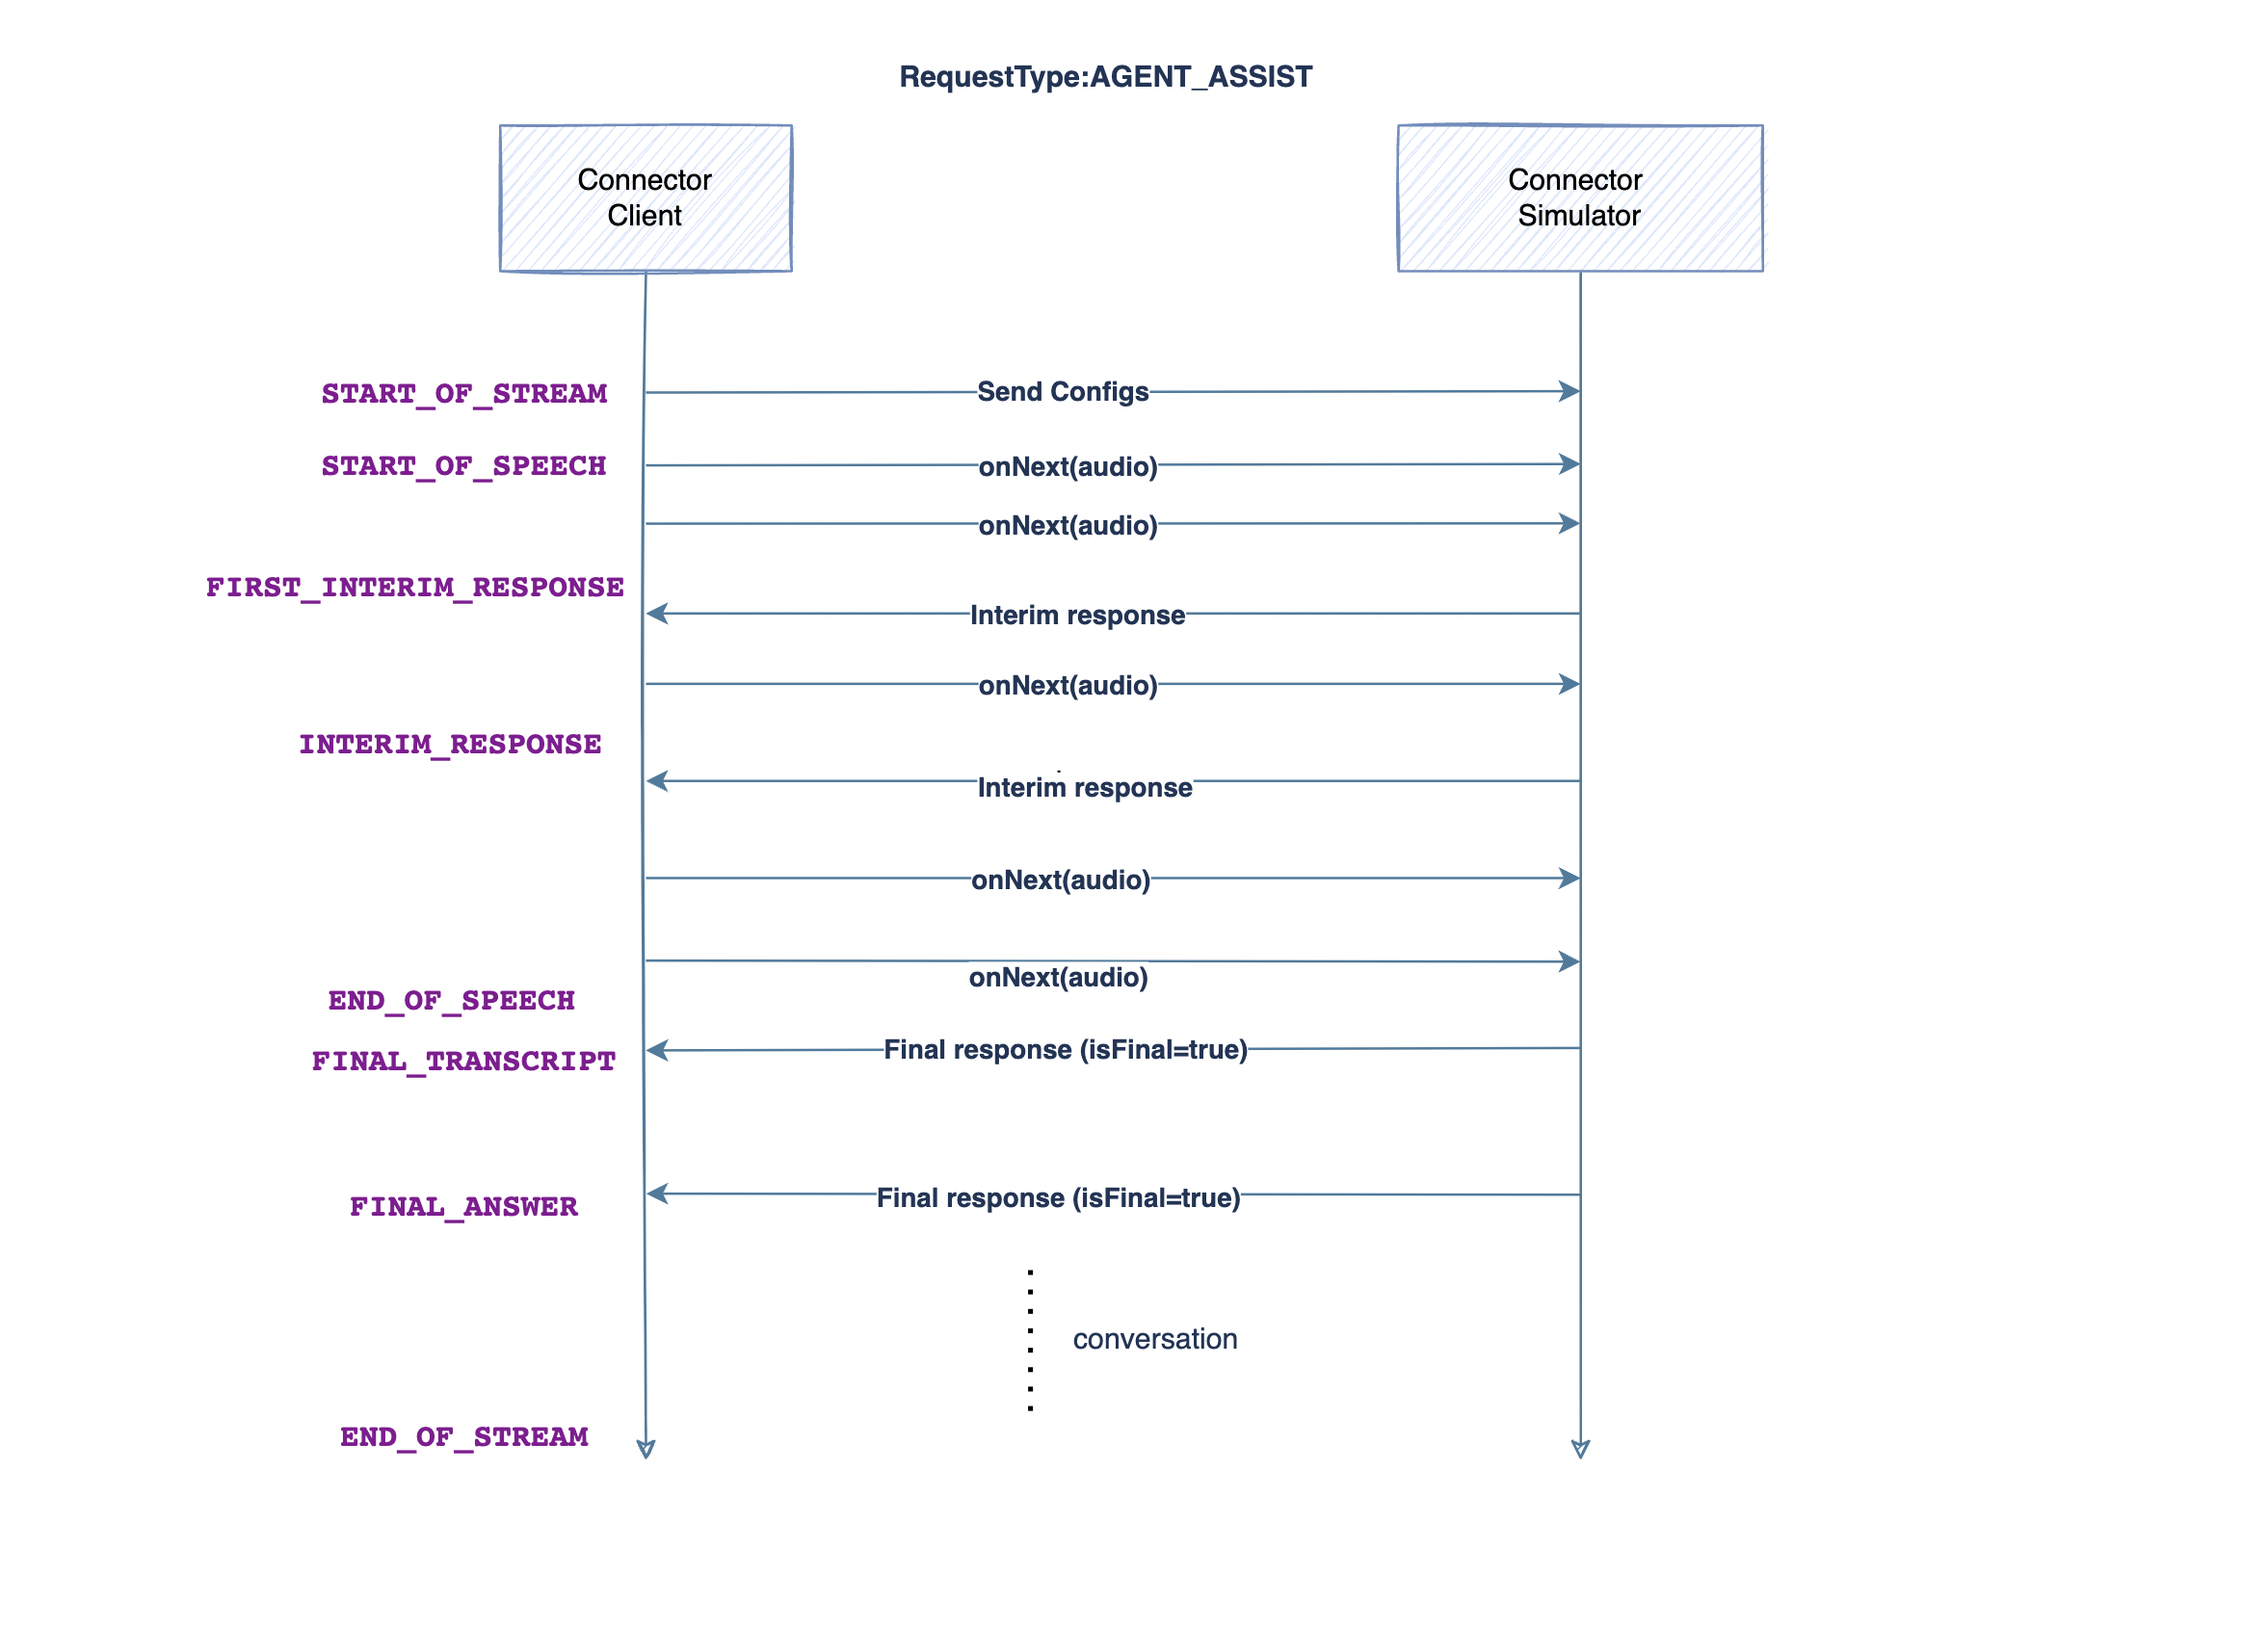 RequestType:AGENT_ASSIST
Connector
Client
Connector
Simulator
START_OF_STREAM
Send Configs
START_OF_SPEECH
onNext(audio)
onNext(audio)
FIRST_INTERIM_RESPONSE
Interim response
onNext(audio)
INTERIM_RESPONSE
Interim response
onNext(audio)
onNext(audio)
END_OF_SPEECH
Final response (isFinal=true)
FINAL_TRANSCRIPT
Final response (isFinal=true)
FINAL_ANSWER
conversation
END_OF_STREAM